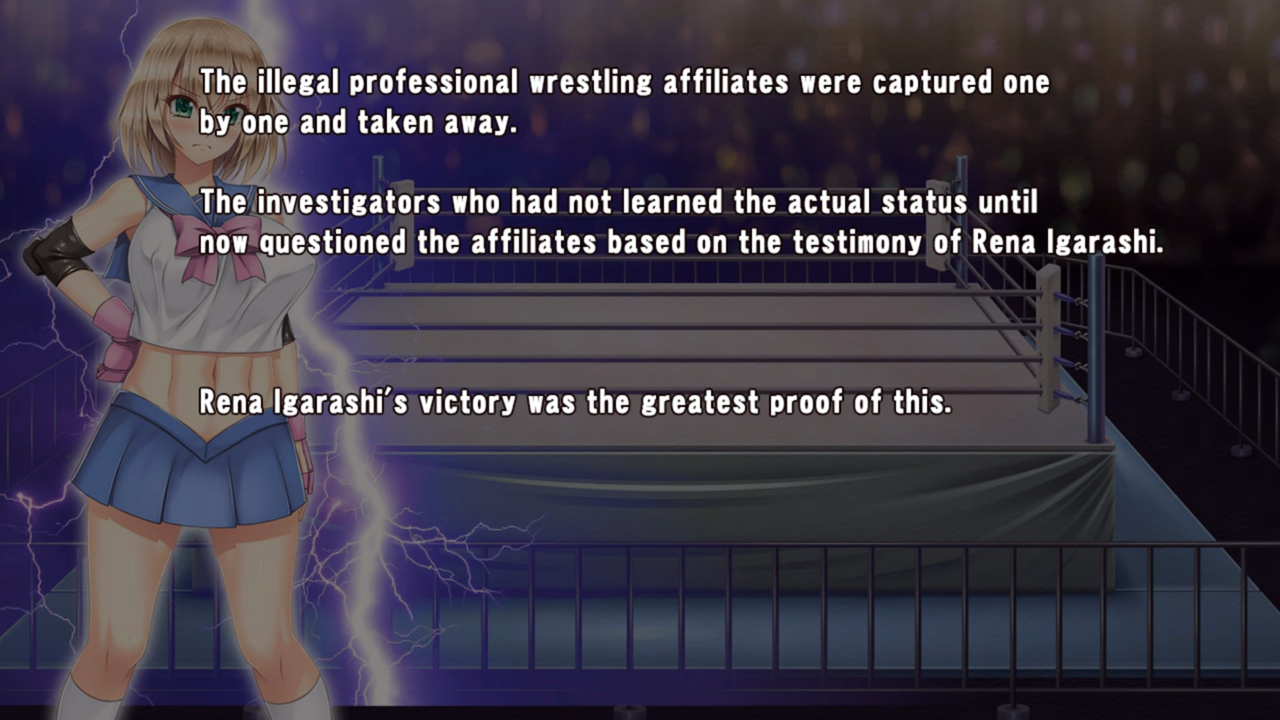 The illegal professional wrestling affiliates were captured one
by one and taken away.
The investigators who had not learned the actual status until
now questioned the affiliates based on the testimony of Rena Igarashi.
Rena Igarashi's victory was the greatest proof of this.